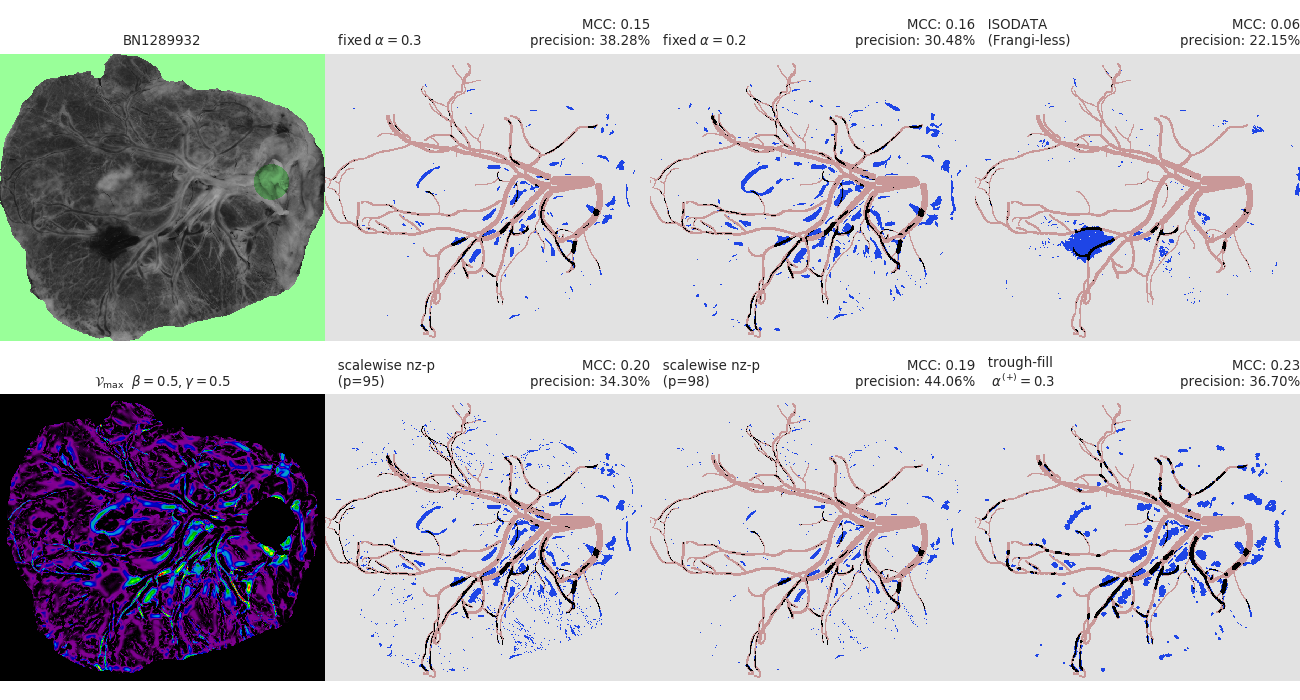 BN1289932
fixed α = 0.3
MCC: 0.15
precision: 38.28%
fixed α = 0.2
MCC: 0.16
precision: 30.48%
ISODATA
(Frangi-less)
MCC: 0.06
precision: 22.15%
𝒱max β = 0.5, γ = 0.5
scalewise nz-p
(p=95)
MCC: 0.20
precision: 34.30%
scalewise nz-p
(p=98)
MCC: 0.19
precision: 44.06%
trough-fill
α⁽⁺⁾ = 0.3
MCC: 0.23
precision: 36.70%